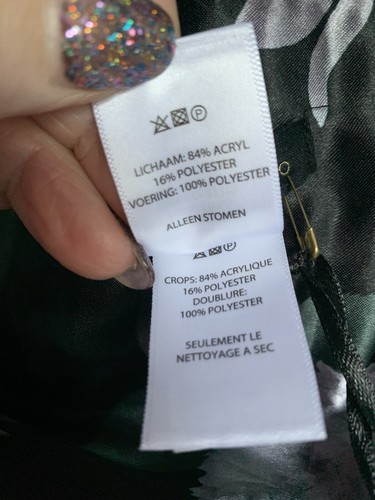 P
LICHAAM: 84% ACRYL
16% POLYESTER
VOERING: 100% POLYESTER
ALLEEN STOMEN
P
CROPS: 84% ACRYLIQUE
16% POLYESTER
DOUBLURE:
100% POLYESTER
SEULEMENT LE
NETTOYAGE A SEC